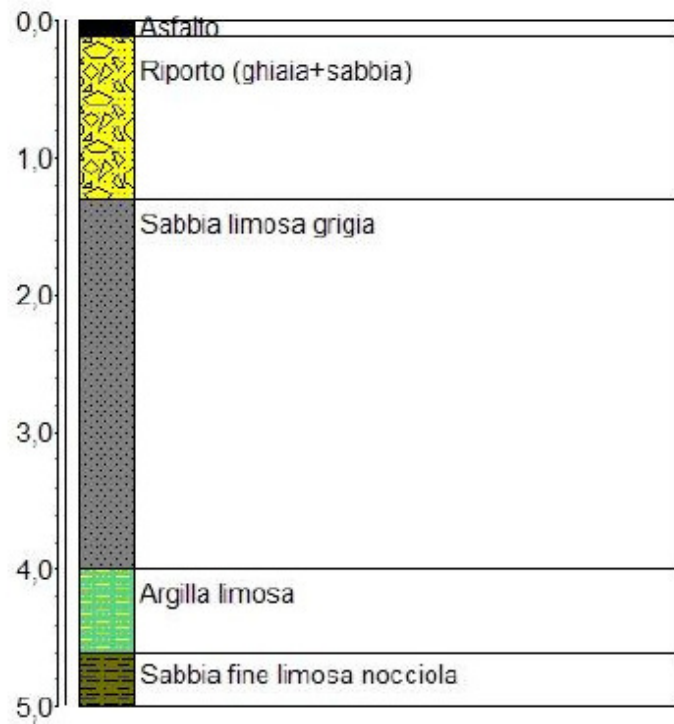 0,0 Asfalto
Riporto (ghiaia+sabbia)
1,0
Sabbia limosa grigia
2,0
3,0
4,0
Argilla limosa
Sabbia fine limosa nocciola
5,0